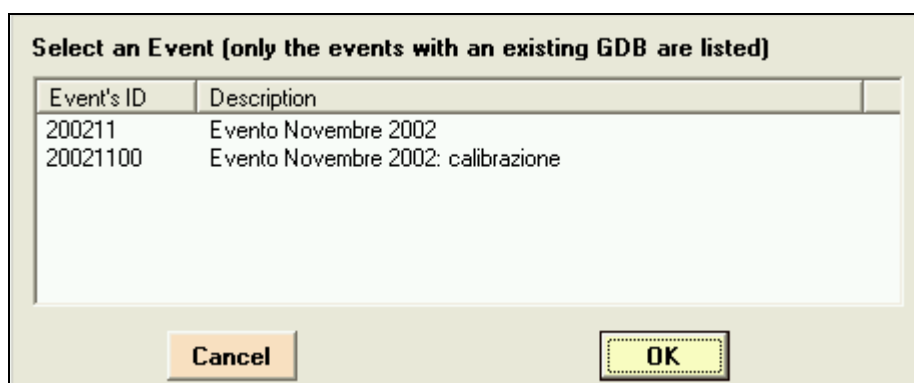 Select an Event (only the events with an existing GDB are listed)
Event's ID Description
200211 Evento Novembre 2002
20021100 Evento Novembre 2002: calibrazione
Cancel OK